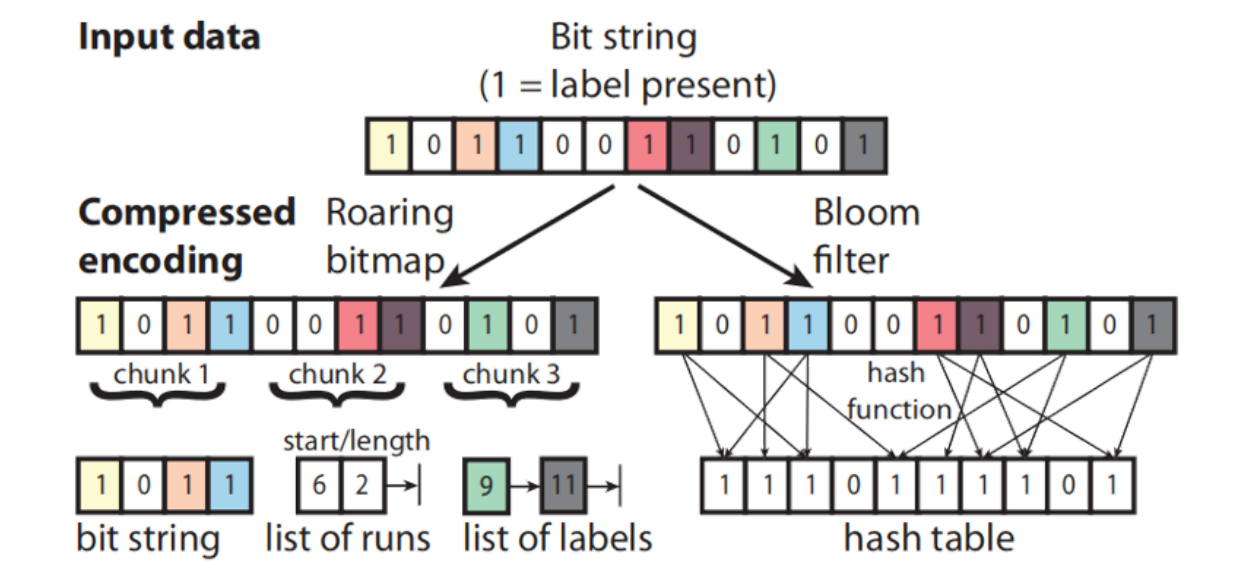 Input data
Bit string
(1 = label present)
1 0 1 1 0 0 1 1 0 1 0 1
Compressed
encoding
Roaring
bitmap
Bloom
filter
1 0 1 1 0 0 1 1 0 1 0 1
chunk 1
chunk 2
chunk 3
1 0 1 1
bit string
start/length
6 2
list of runs
9 11
list of labels
1 0 1 1 0 0 1 1 0 1 0 1
hash
function
1 1 1 0 1 1 1 1 0 1
hash table